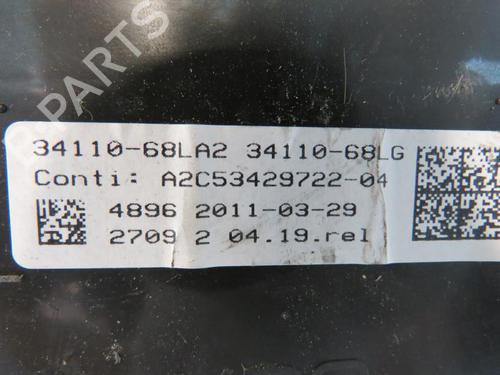 PARTS
34110-68LA2 34110-68LG
Conti: A2C53429722-04
4896 2011-03-29
2709 2 04.19.rel